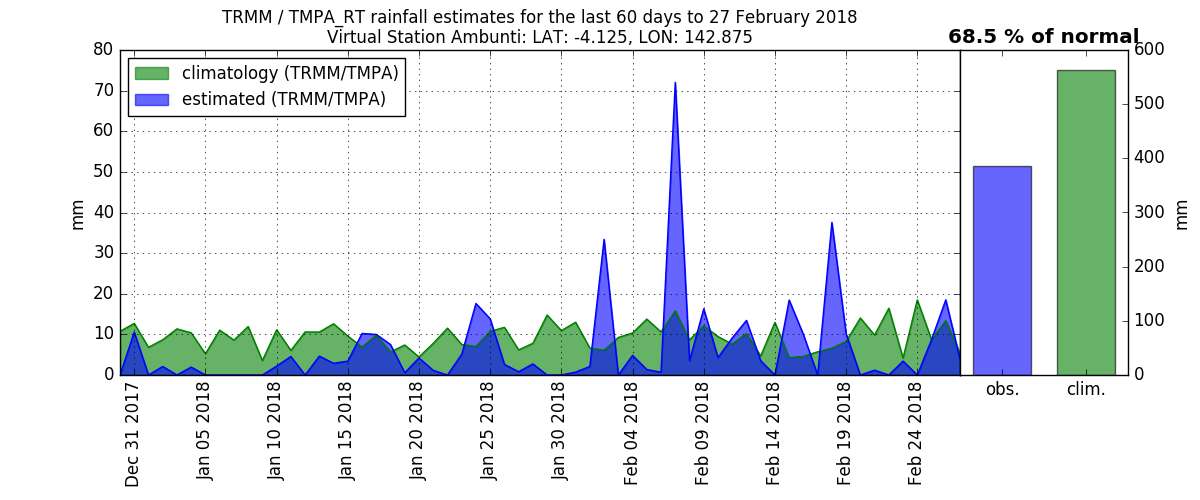 TRMM / TMPA_RT rainfall estimates for the last 60 days to 27 February 2018
Virtual Station Ambunti: LAT: -4.125, LON: 142.875
68.5 % of normal
climatology (TRMM/TMPA)
estimated (TRMM/TMPA)
80
70
60
50
40
30
20
10
0
mm
Dec 31 2017
Jan 05 2018
Jan 10 2018
Jan 15 2018
Jan 20 2018
Jan 25 2018
Jan 30 2018
Feb 04 2018
Feb 09 2018
Feb 14 2018
Feb 19 2018
Feb 24 2018
600
500
400
300
200
100
0
mm
obs.
clim.